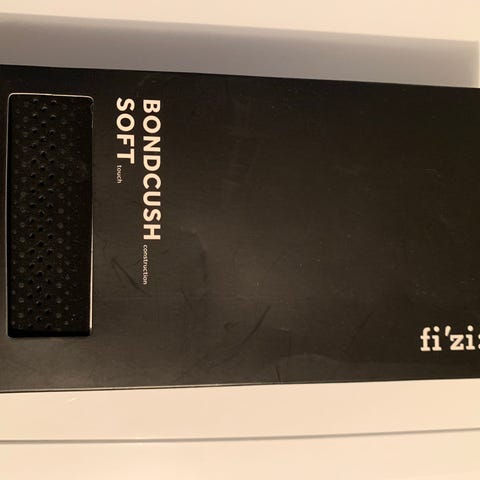 BONDCUSH construction
SOFT touch
fi'zi: